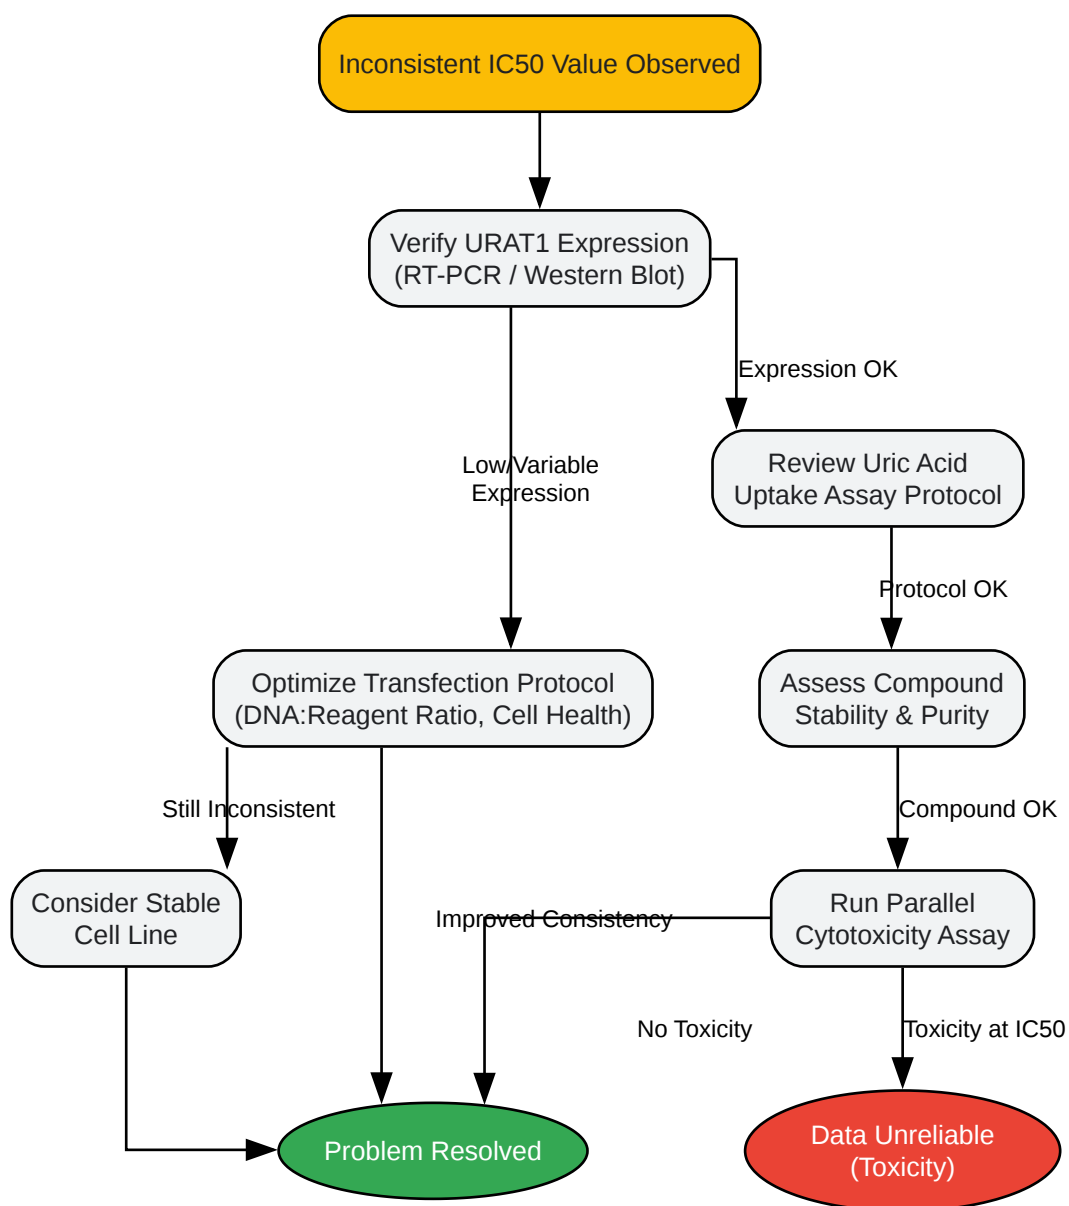 Inconsistent IC50 Value Observed
Verify URAT1 Expression
(RT-PCR / Western Blot)
Expression OK
Low/Variable
Expression
Review Uric Acid
Uptake Assay Protocol
Protocol OK
Optimize Transfection Protocol
(DNA:Reagent Ratio, Cell Health)
Assess Compound
Stability & Purity
Still Inconsistent
Compound OK
Consider Stable
Cell Line
Improved Consistency
Run Parallel
Cytotoxicity Assay
No Toxicity
Toxicity at IC50
Problem Resolved
Data Unreliable
(Toxicity)